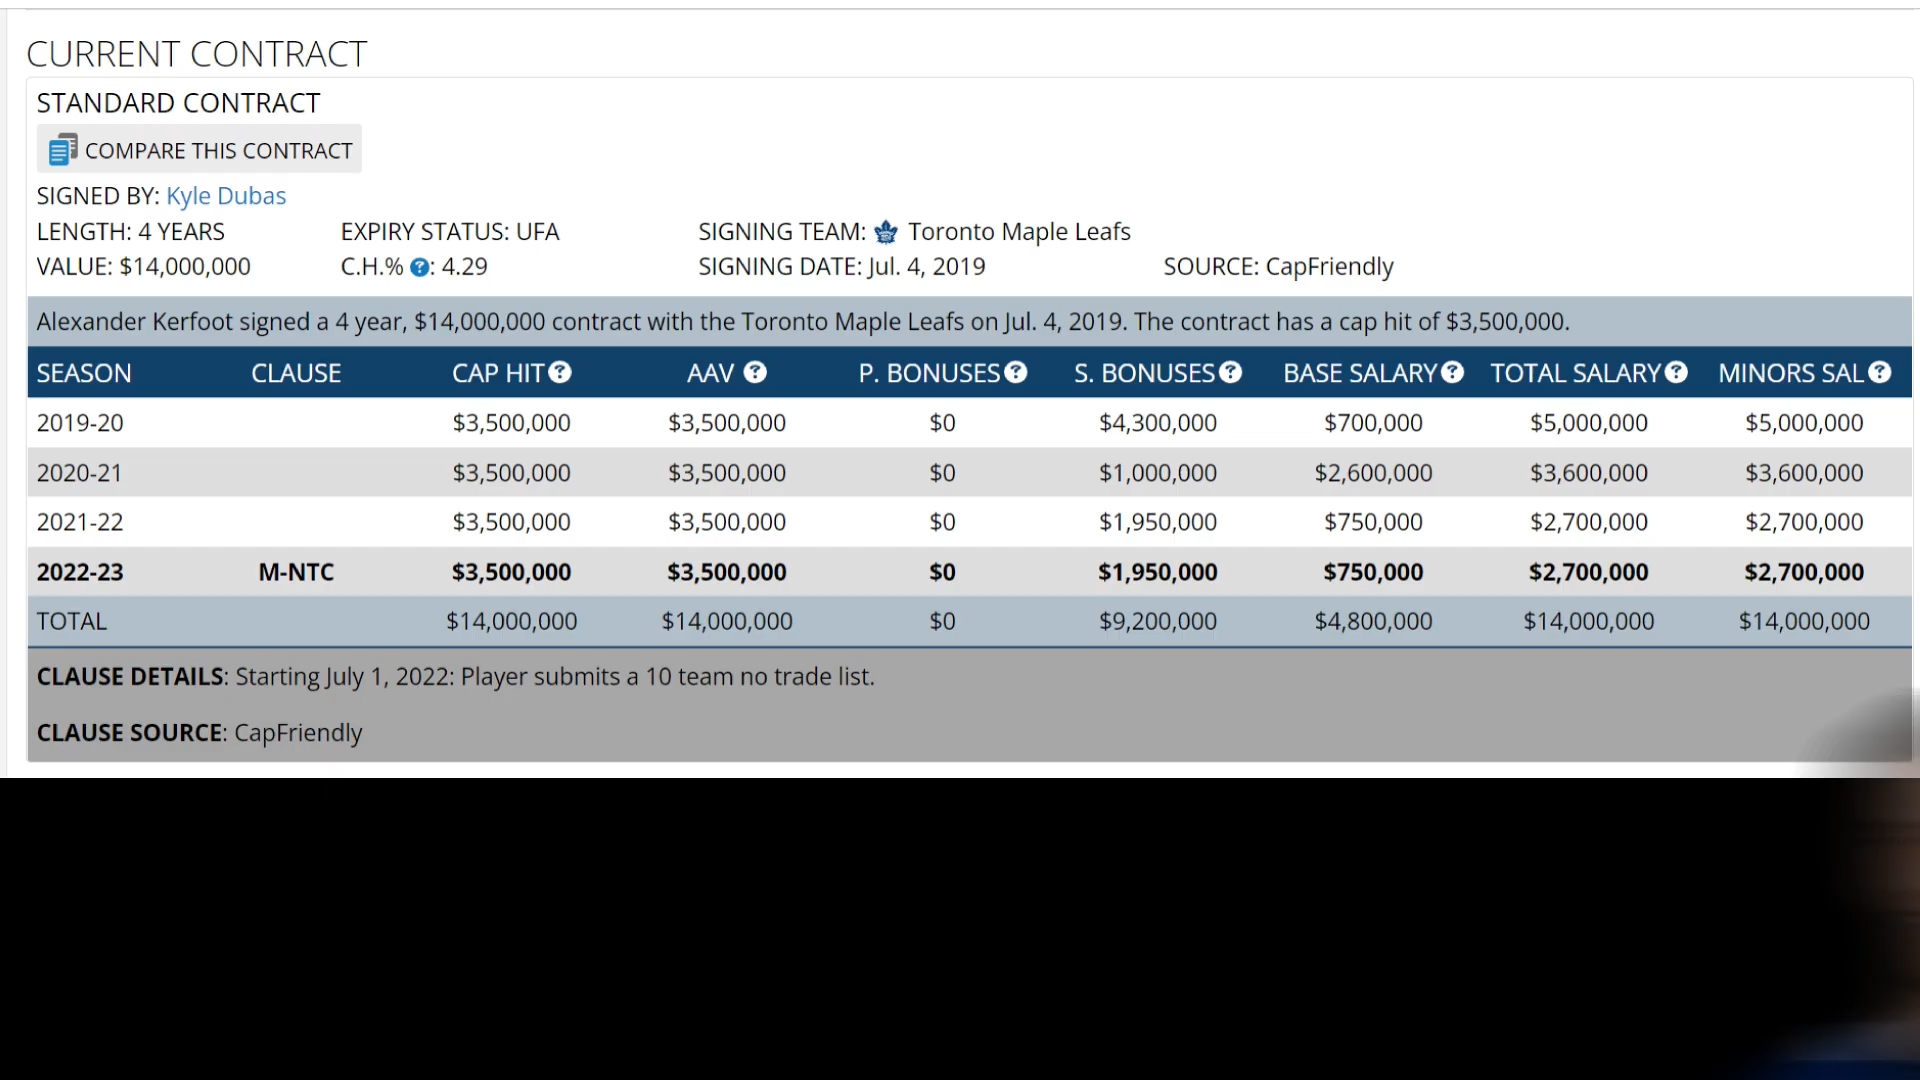 CURRENT CONTRACT
STANDARD CONTRACT
COMPARE THIS CONTRACT
SIGNED BY: Kyle Dubas
LENGTH: 4 YEARS EXPIRY STATUS: UFA SIGNING TEAM: Toronto Maple Leafs
VALUE: $14,000,000 C.H.% ?: 4.29 SIGNING DATE: Jul. 4, 2019 SOURCE: CapFriendly
Alexander Kerfoot signed a 4 year, $14,000,000 contract with the Toronto Maple Leafs on Jul. 4, 2019. The contract has a cap hit of $3,500,000.
SEASON CLAUSE CAP HIT ? AAV ? P. BONUSES ? S. BONUSES ? BASE SALARY ? TOTAL SALARY ? MINORS SAL ?
2019-20 $3,500,000 $3,500,000 $0 $4,300,000 $700,000 $5,000,000 $5,000,000
2020-21 $3,500,000 $3,500,000 $0 $1,000,000 $2,600,000 $3,600,000 $3,600,000
2021-22 $3,500,000 $3,500,000 $0 $1,950,000 $750,000 $2,700,000 $2,700,000
2022-23 M-NTC $3,500,000 $3,500,000 $0 $1,950,000 $750,000 $2,700,000 $2,700,000
TOTAL $14,000,000 $14,000,000 $0 $9,200,000 $4,800,000 $14,000,000 $14,000,000
CLAUSE DETAILS: Starting July 1, 2022: Player submits a 10 team no trade list.
CLAUSE SOURCE: CapFriendly